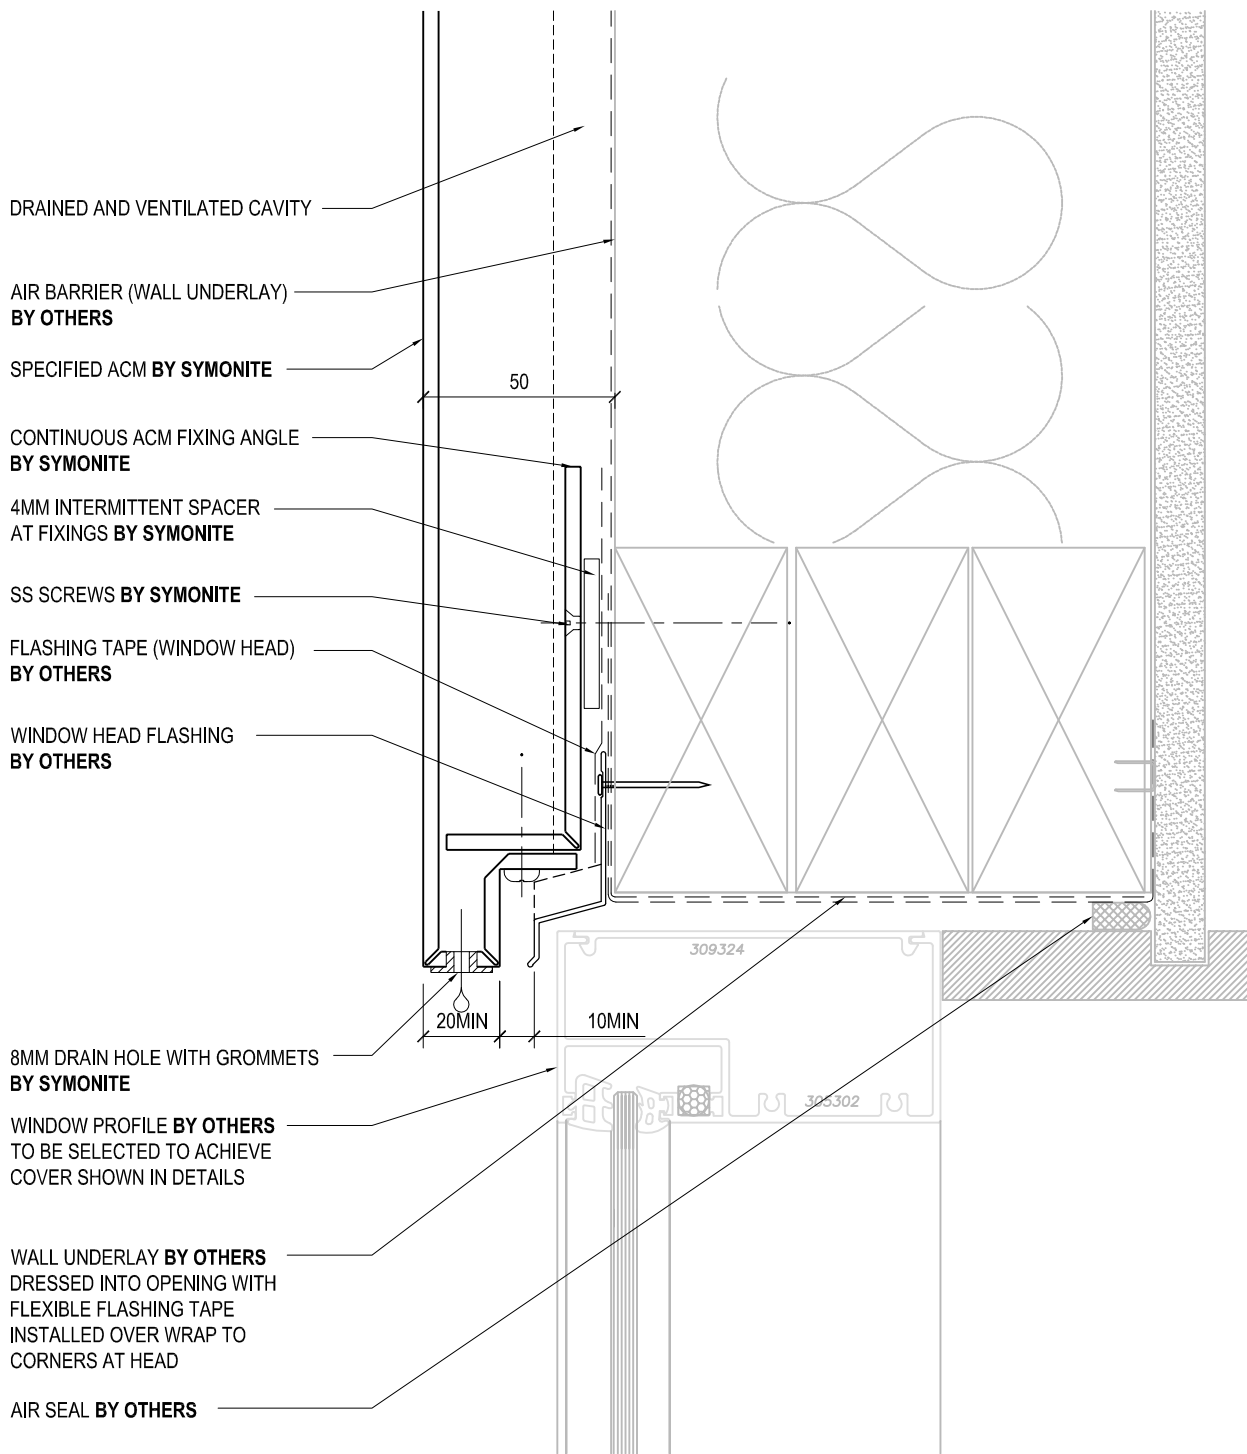 DRAINED AND VENTILATED CAVITY
AIR BARRIER (WALL UNDERLAY)
BY OTHERS
SPECIFIED ACM BY SYMONITE
50
CONTINUOUS ACM FIXING ANGLE
BY SYMONITE
4MM INTERMITTENT SPACER
AT FIXINGS BY SYMONITE
SS SCREWS BY SYMONITE
FLASHING TAPE (WINDOW HEAD)
BY OTHERS
WINDOW HEAD FLASHING
BY OTHERS
309324
20MIN
10MIN
8MM DRAIN HOLE WITH GROMMETS
BY SYMONITE
305302
WINDOW PROFILE BY OTHERS
TO BE SELECTED TO ACHIEVE
COVER SHOWN IN DETAILS
WALL UNDERLAY BY OTHERS
DRESSED INTO OPENING WITH
FLEXIBLE FLASHING TAPE
INSTALLED OVER WRAP TO
CORNERS AT HEAD
AIR SEAL BY OTHERS